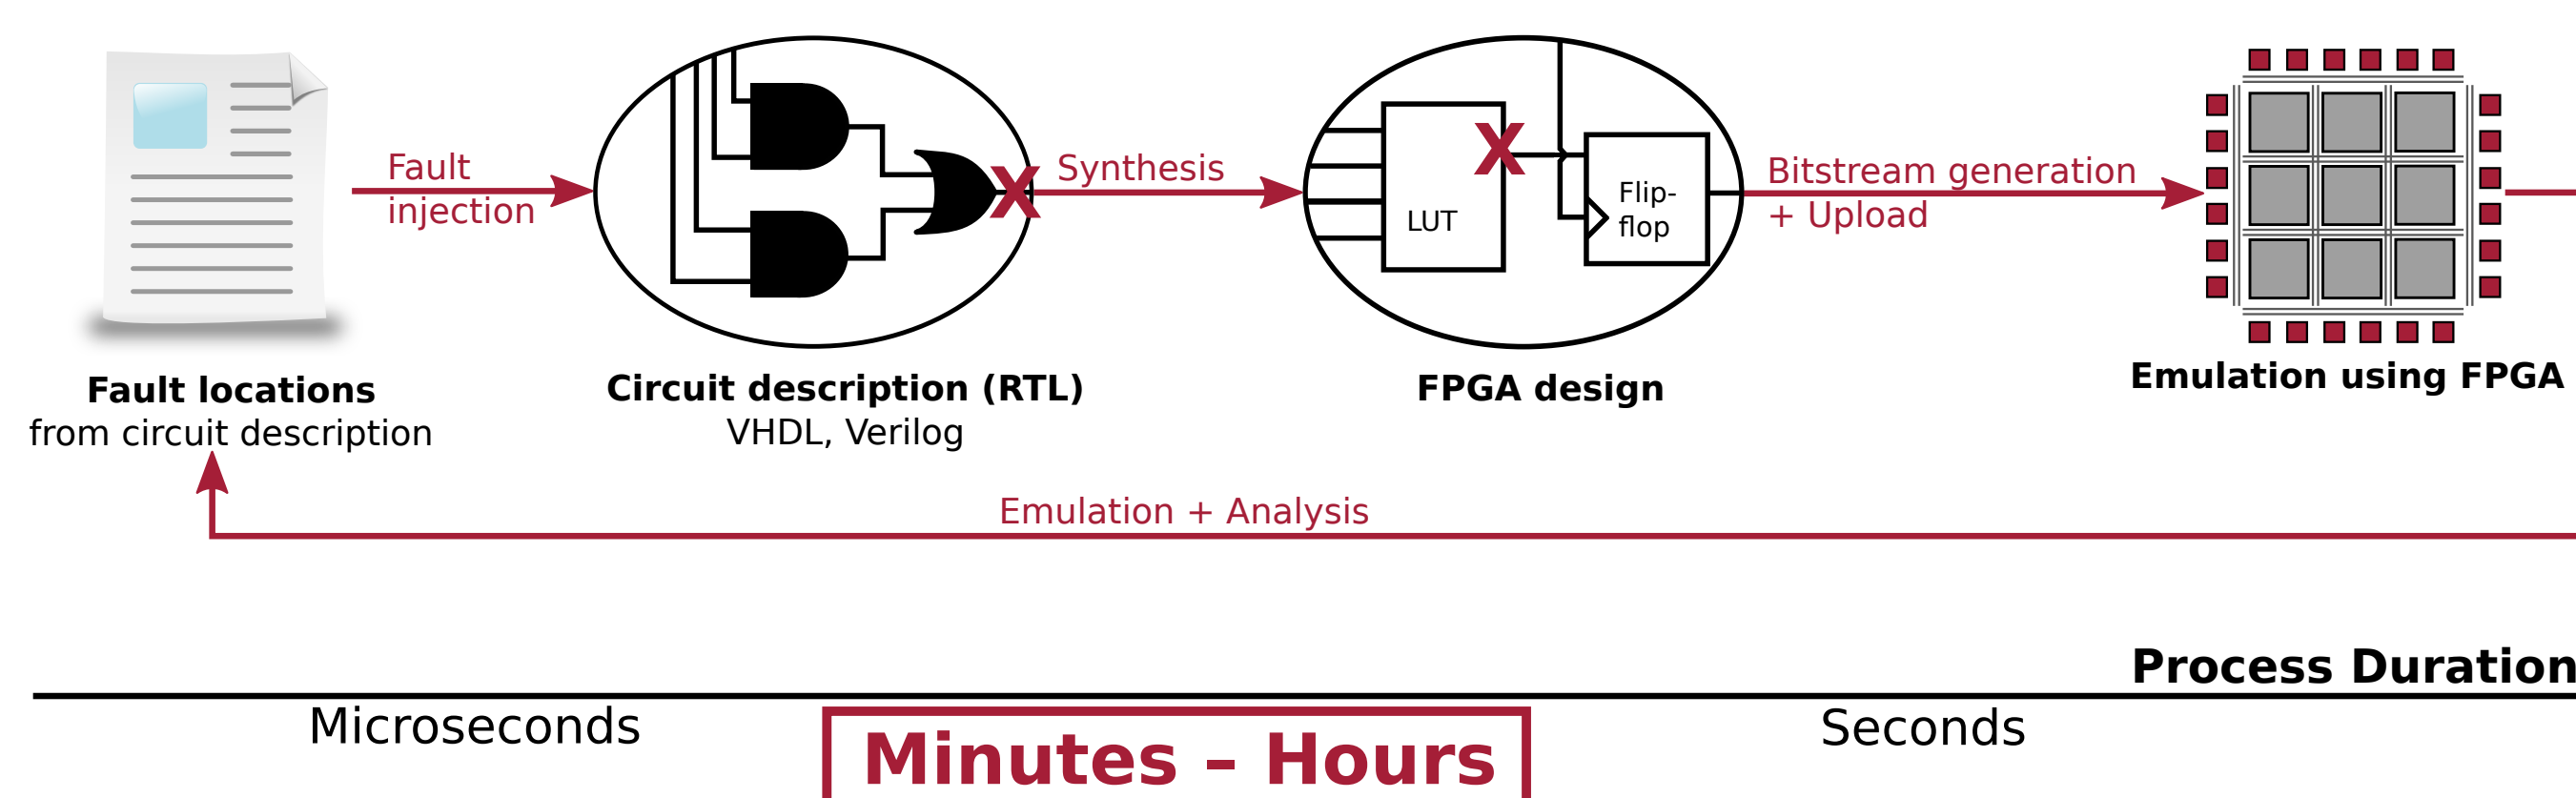 Fault
injection
Synthesis
Bitstream generation
+ Upload
LUT
Flip-
flop
X
X
Fault locations
from circuit description
Circuit description (RTL)
VHDL, Verilog
FPGA design
Emulation using FPGA
Emulation + Analysis
Process Duration
Microseconds
Minutes – Hours
Seconds